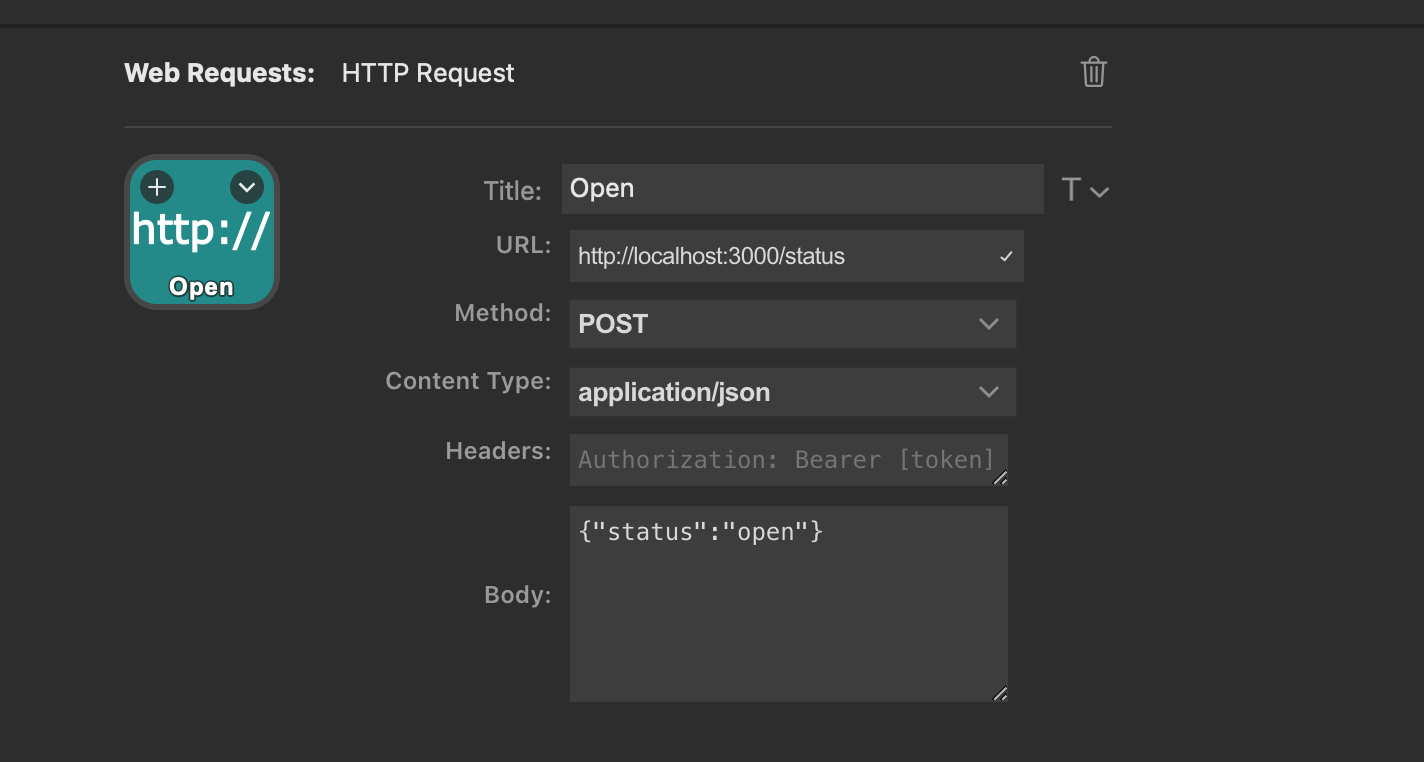 Web Requests: HTTP Request
http://
Open
Title: Open T
URL: http://localhost:3000/status
Method: POST
Content Type: application/json
Headers: Authorization: Bearer [token]
Body: {"status":"open"}